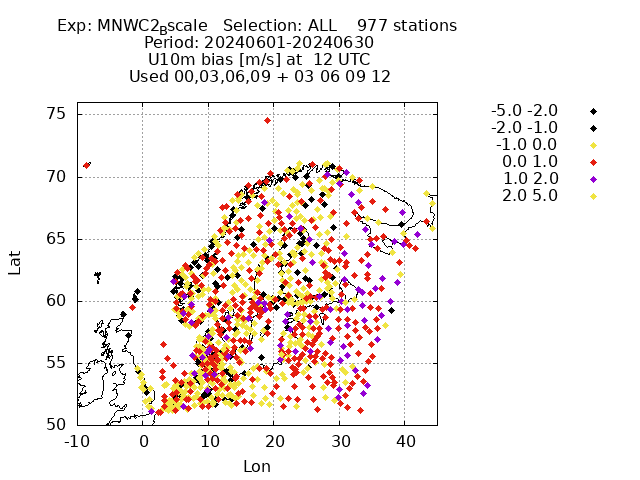 Exp: MNWC2_Bscale   Selection: ALL    977 stations
Period: 20240601-20240630
U10m bias [m/s] at  12 UTC
Used 00,03,06,09 + 03 06 09 12
-5.0 -2.0
-2.0 -1.0
-1.0 0.0
0.0 1.0
1.0 2.0
2.0 5.0
75
70
65
60
55
50
Lat
-10 0 10 20 30 40
Lon